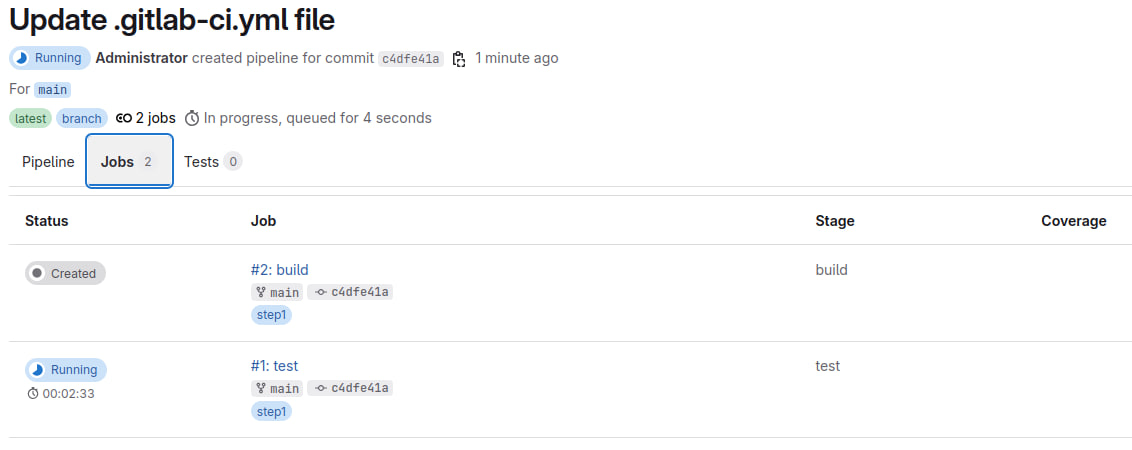 Update .gitlab-ci.yml file
Running Administrator created pipeline for commit c4dfe41a 1 minute ago
For main
latest branch 2 jobs In progress, queued for 4 seconds
Pipeline Jobs 2 Tests 0
Status Job Stage Coverage
Created #2: build build
main c4dfe41a
step1
Running #1: test test
00:02:33 main c4dfe41a
step1